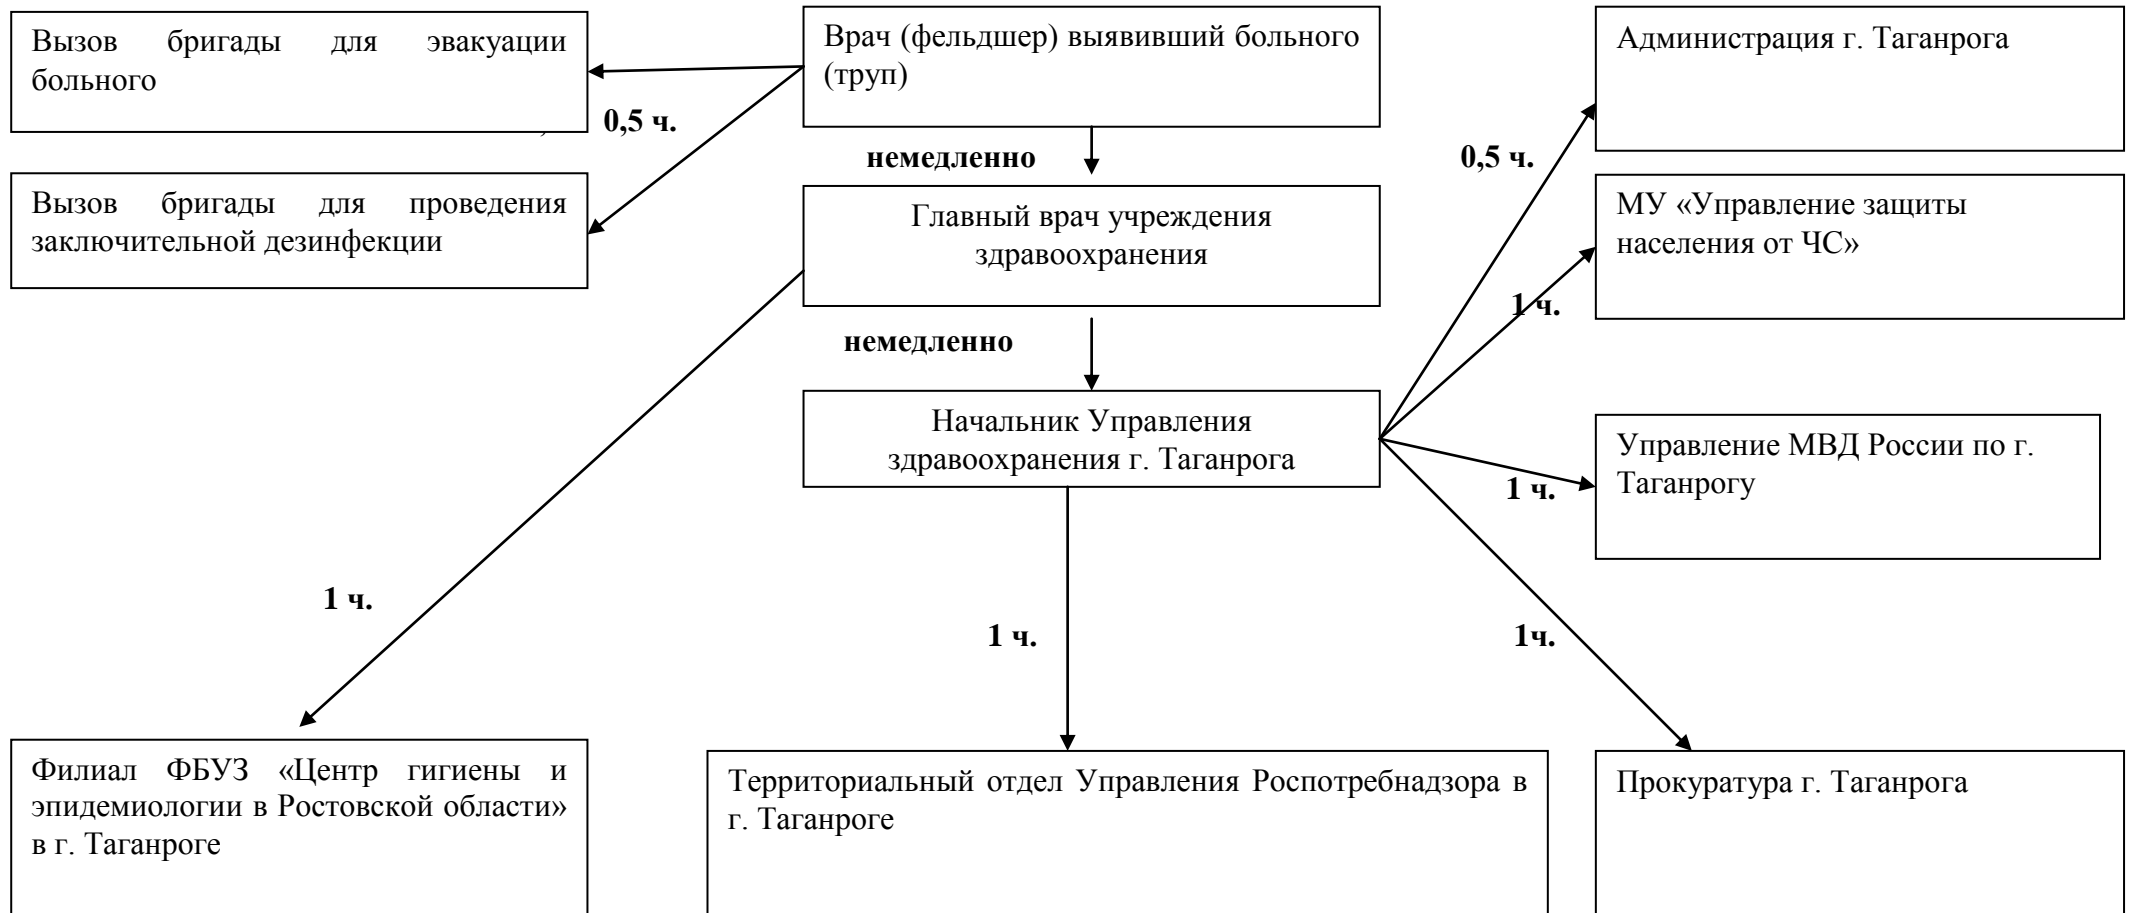 Вызов бригады для эвакуации
больного
Врач (фельдшер) выявивший больного
(труп)
Администрация г. Таганрога
0,5 ч.
немедленно
0,5 ч.
Вызов бригады для проведения
заключительной дезинфекции
Главный врач учреждения
здравоохранения
МУ «Управление защиты
населения от ЧС»
1 ч.
немедленно
Начальник Управления
здравоохранения г. Таганрога
Управление МВД России по г.
Таганрогу
1 ч.
1 ч.
1 ч.
1ч.
Филиал ФБУЗ «Центр гигиены и
эпидемиологии в Ростовской области»
в г. Таганроге
Территориальный отдел Управления Роспотребнадзора в
г. Таганроге
Прокуратура г. Таганрога